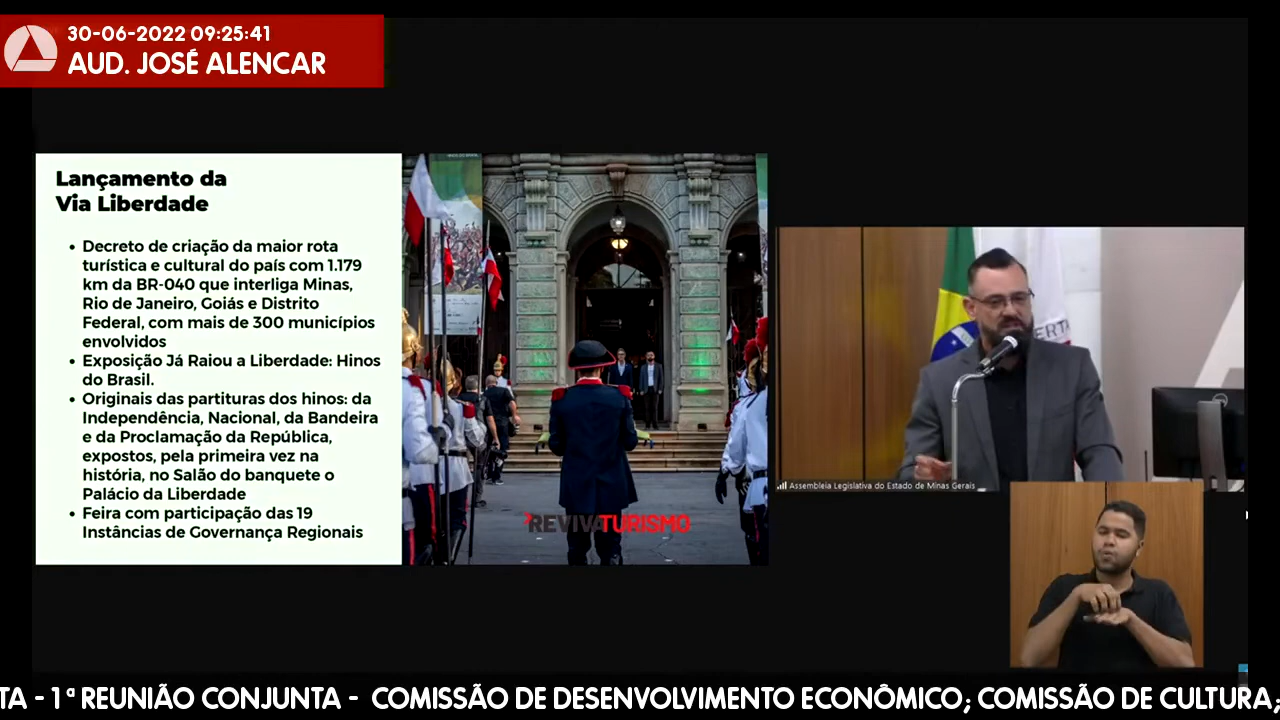 30-06-2022 09:25:41
AUD. JOSÉ ALENCAR
Lançamento da
Via Liberdade
• Decreto de criação da maior rota
turística e cultural do país com 1.179
km da BR-040 que interliga Minas,
Rio de Janeiro, Goiás e Distrito
Federal, com mais de 300 municípios
envolvidos
• Exposição Já Raiou a Liberdade: Hinos
do Brasil.
• Originais das partituras dos hinos: da
Independência, Nacional, da Bandeira
e da Proclamação da República,
expostos, pela primeira vez na
história, no Salão do banquete o
Palácio da Liberdade
• Feira com participação das 19
Instâncias de Governança Regionais
REVIVATURISMO
ERT
Assembleia Legislativa do Estado de Minas Gerais
TA - 1ª REUNIÃO CONJUNTA - COMISSÃO DE DESENVOLVIMENTO ECONÔMICO; COMISSÃO DE CULTURA;